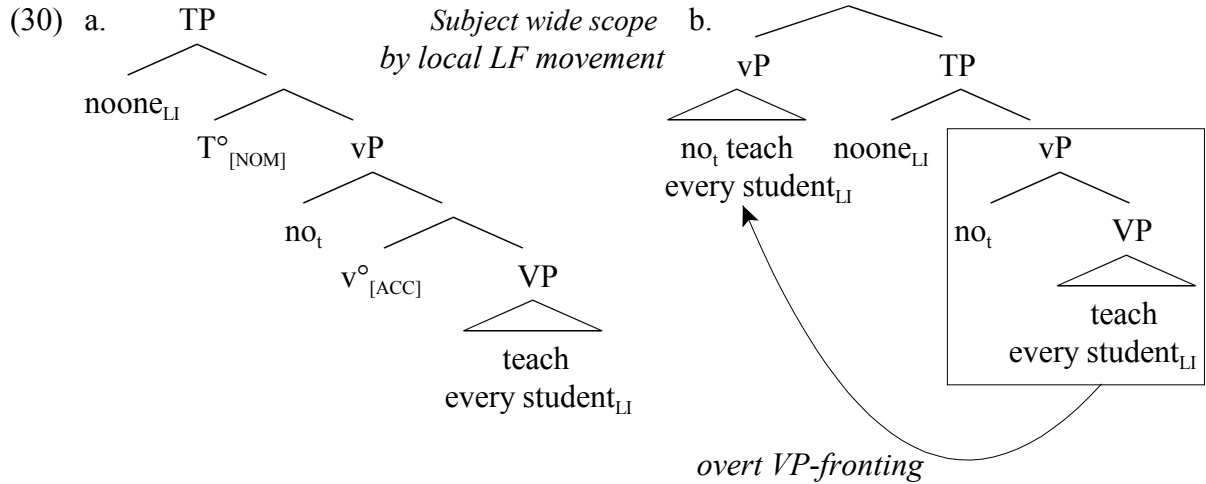 (30) a. TP Subject wide scope b.
by local LF movement vP TP
noone_LI
T°_[NOM] vP no_t teach noone_LI vP
every student_LI
no_t no_t VP
v°_[ACC] VP
teach
teach every student_LI
every student_LI
overt VP-fronting